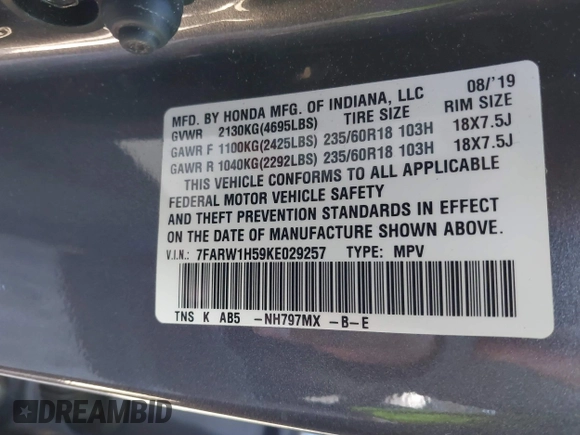 MFD. BY HONDA MFG. OF INDIANA, LLC 08/'19
GVWR 2130KG(4695LBS) TIRE SIZE RIM SIZE
GAWR F 1100KG(2425LBS) 235/60R18 103H 18X7.5J
GAWR R 1040KG(2292LBS) 235/60R18 103H 18X7.5J
THIS VEHICLE CONFORMS TO ALL APPLICABLE
FEDERAL MOTOR VEHICLE SAFETY
AND THEFT PREVENTION STANDARDS IN EFFECT
ON THE DATE OF MANUFACTURE SHOWN ABOVE.
V.I.N.: 7FARW1H59KE029257 TYPE: MPV
TNS K AB5 -NH797MX -B-E
DREAMBID